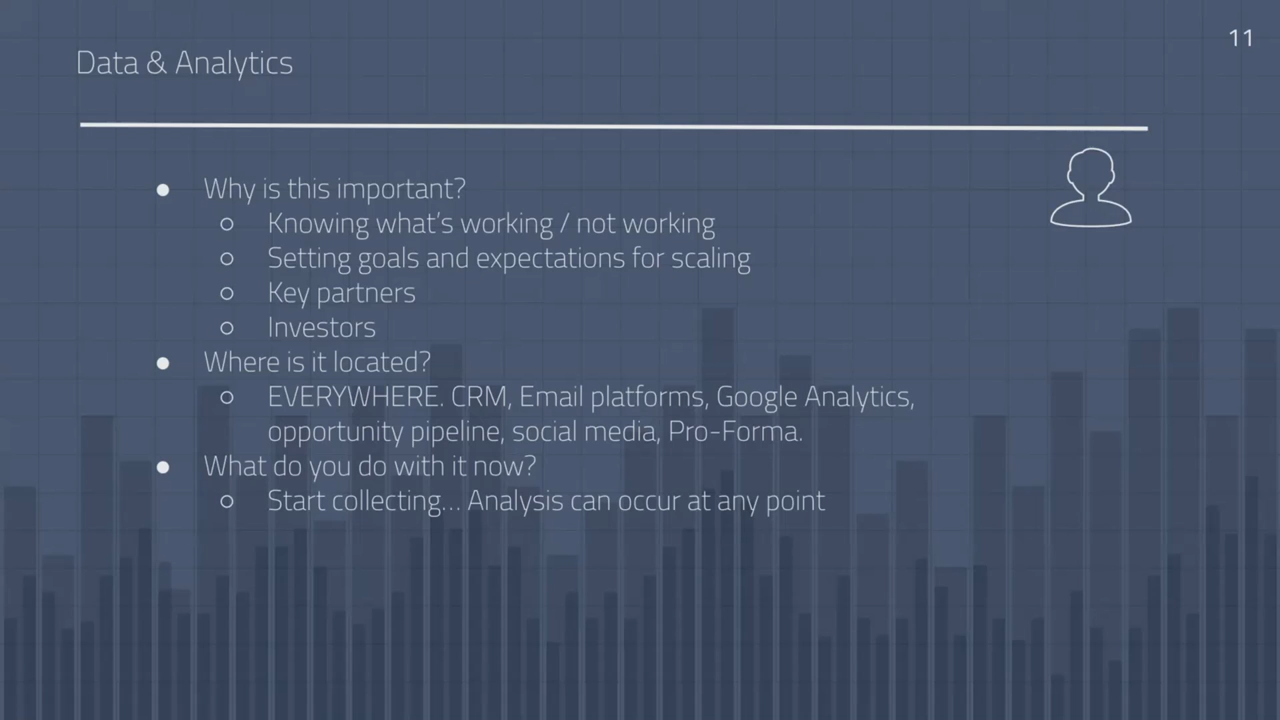 11
Data & Analytics
● Why is this important?
○ Knowing what's working / not working
○ Setting goals and expectations for scaling
○ Key partners
○ Investors
● Where is it located?
○ EVERYWHERE. CRM, Email platforms, Google Analytics,
opportunity pipeline, social media, Pro-Forma.
● What do you do with it now?
○ Start collecting... Analysis can occur at any point